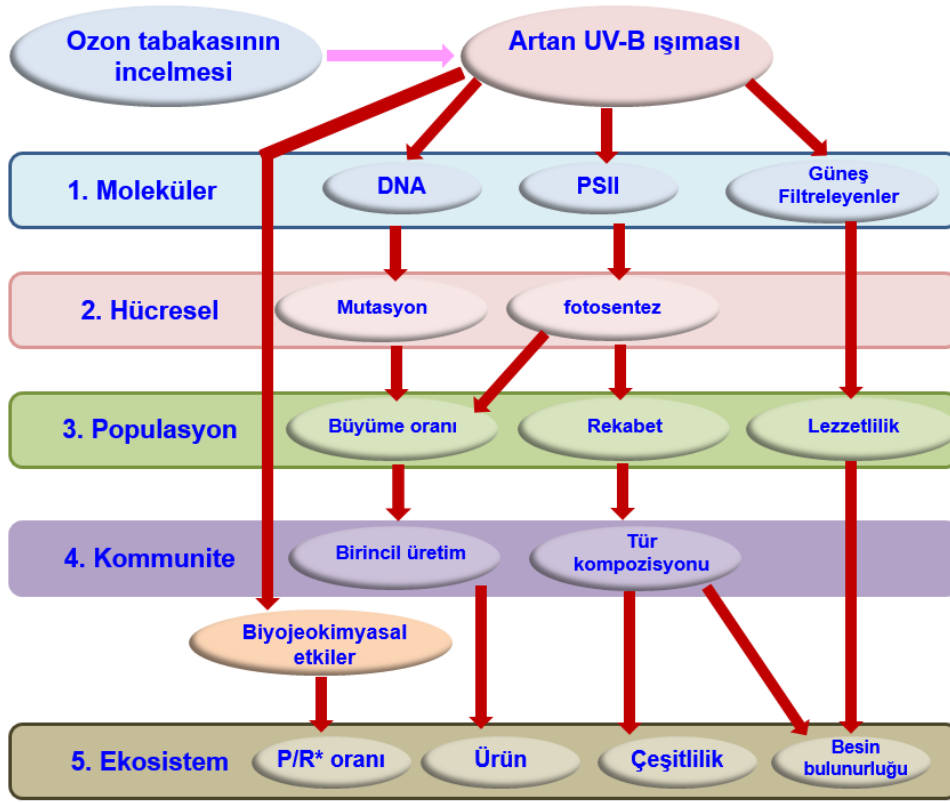 Ozon tabakasının
incelmesi
Artan UV-B ışıması
1. Moleküler
DNA
PSII
Güneş
Filtreleyenler
2. Hücresel
Mutasyon
fotosentez
3. Populasyon
Büyüme oranı
Rekabet
Lezzetlilik
4. Kommunite
Birincil üretim
Tür
kompozisyonu
Biyojeokimyasal
etkiler
5. Ekosistem
P/R* oranı
Ürün
Çeşitlilik
Besin
bulunurluğu